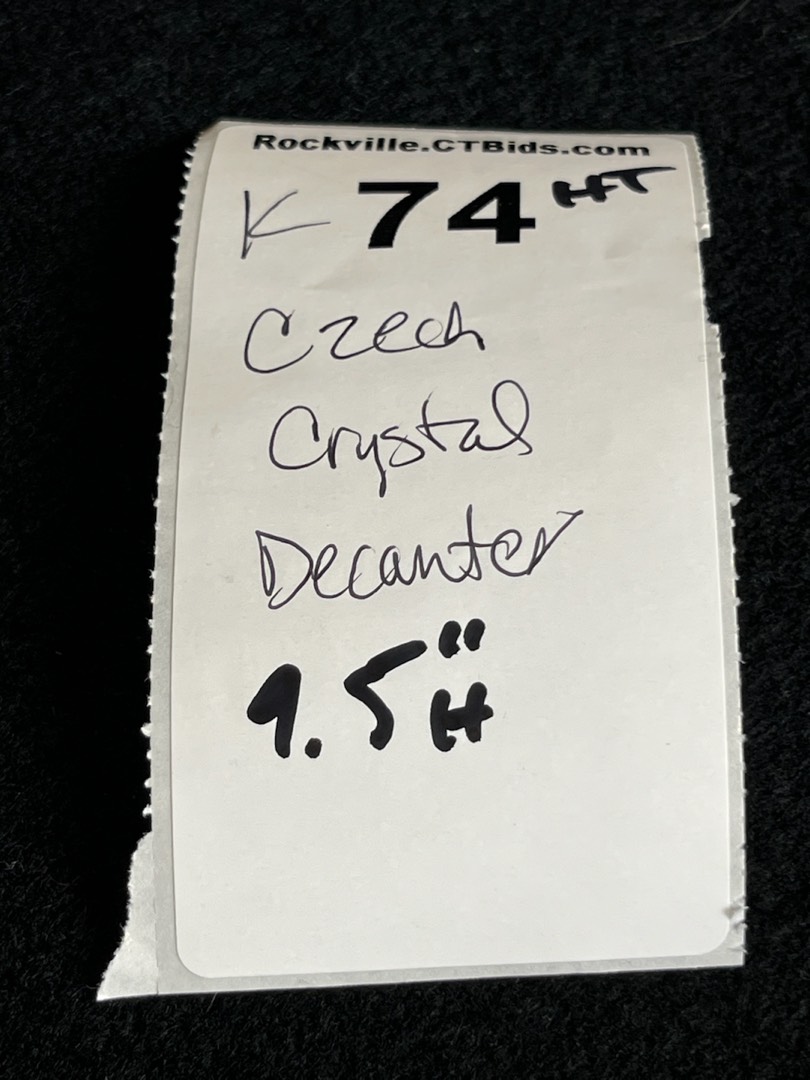 Rockville.CTBids.com
K 74 HT
Czech
Crystal
Decanter
9.5" H